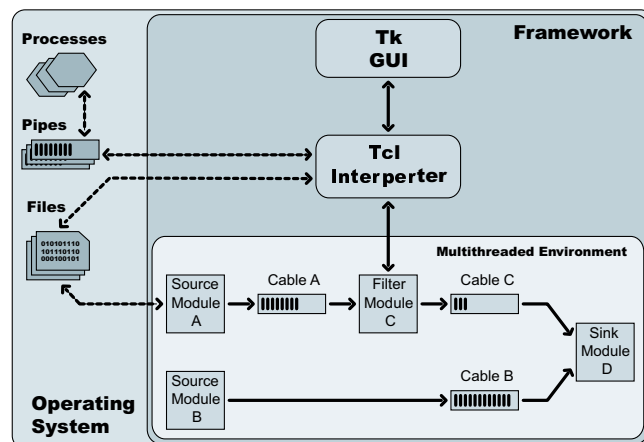 Processes
Pipes
Files
010101110
101110110
000100101
Operating
System
Framework
Tk
GUI
Tcl
Interperter
Multithreaded Environment
Source
Module
A
Cable A
Filter
Module
C
Cable C
Sink
Module
D
Source
Module
B
Cable B